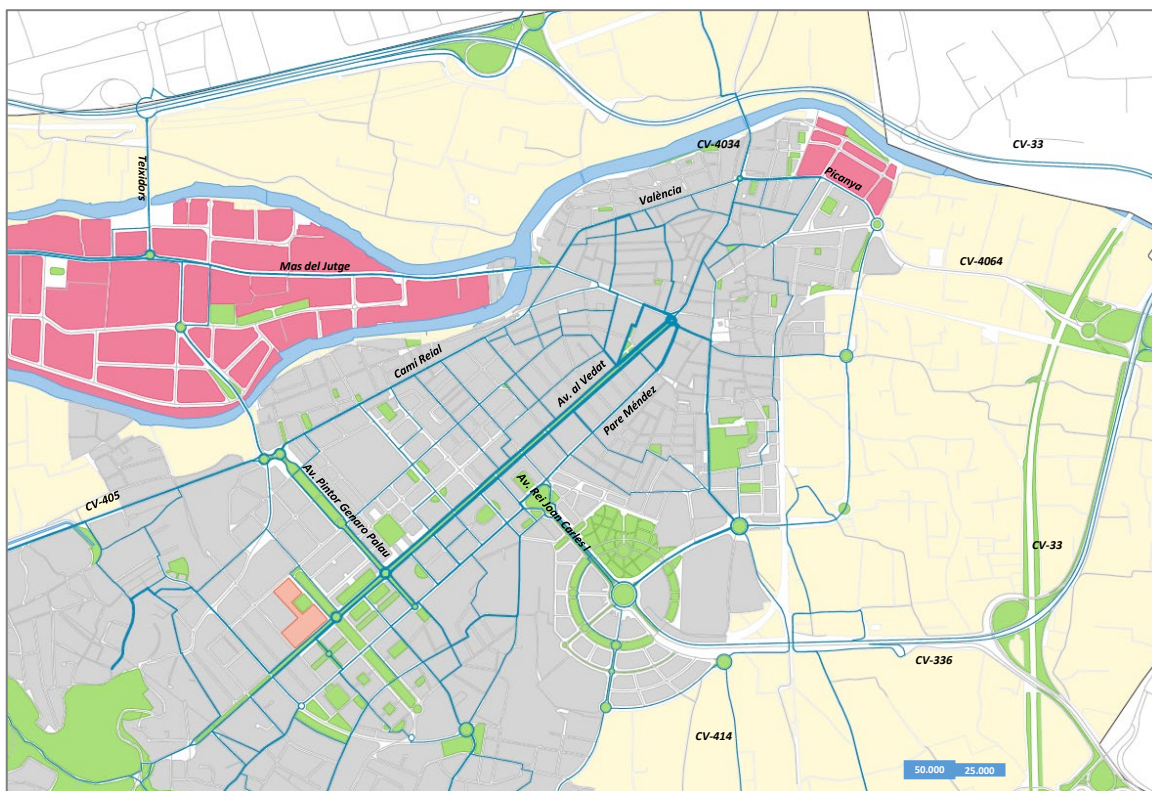 CV-4034
CV-33
Teixidors
València
Picanya
Mas del Jutge
CV-4064
Camí Reial
Av. al Vedat
Pare Méndez
Av. Pintor Genaro Palau
Av. Rei Joan Carles I
CV-405
CV-33
CV-336
CV-414
50.000 25.000